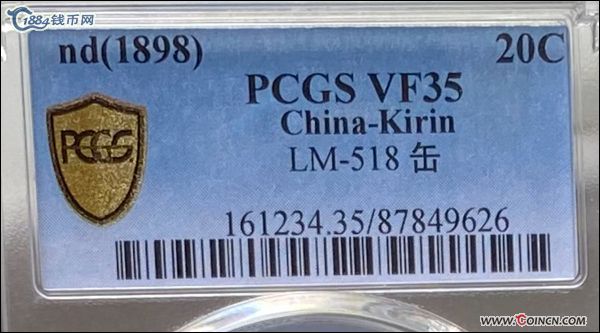 1884钱币网
nd(1898) 20C
PCGS VF35
China-Kirin
LM-518 缶
PCGS
161234.35/87849626
www.COINCN.com